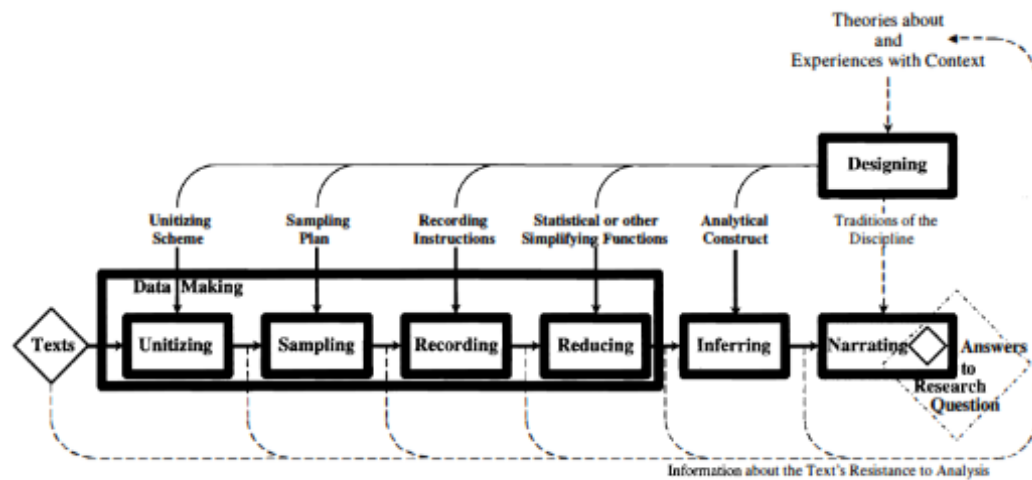 Theories about
and
Experiences with Context
Designing
Unitizing
Scheme
Sampling
Plan
Recording
Instructions
Statistical or other
Simplifying Functions
Analytical
Construct
Traditions of the
Discipline
Data Making
Texts
Unitizing
Sampling
Recording
Reducing
Inferring
Narrating
Answers
to
Research
Question
Information about the Text's Resistance to Analysis